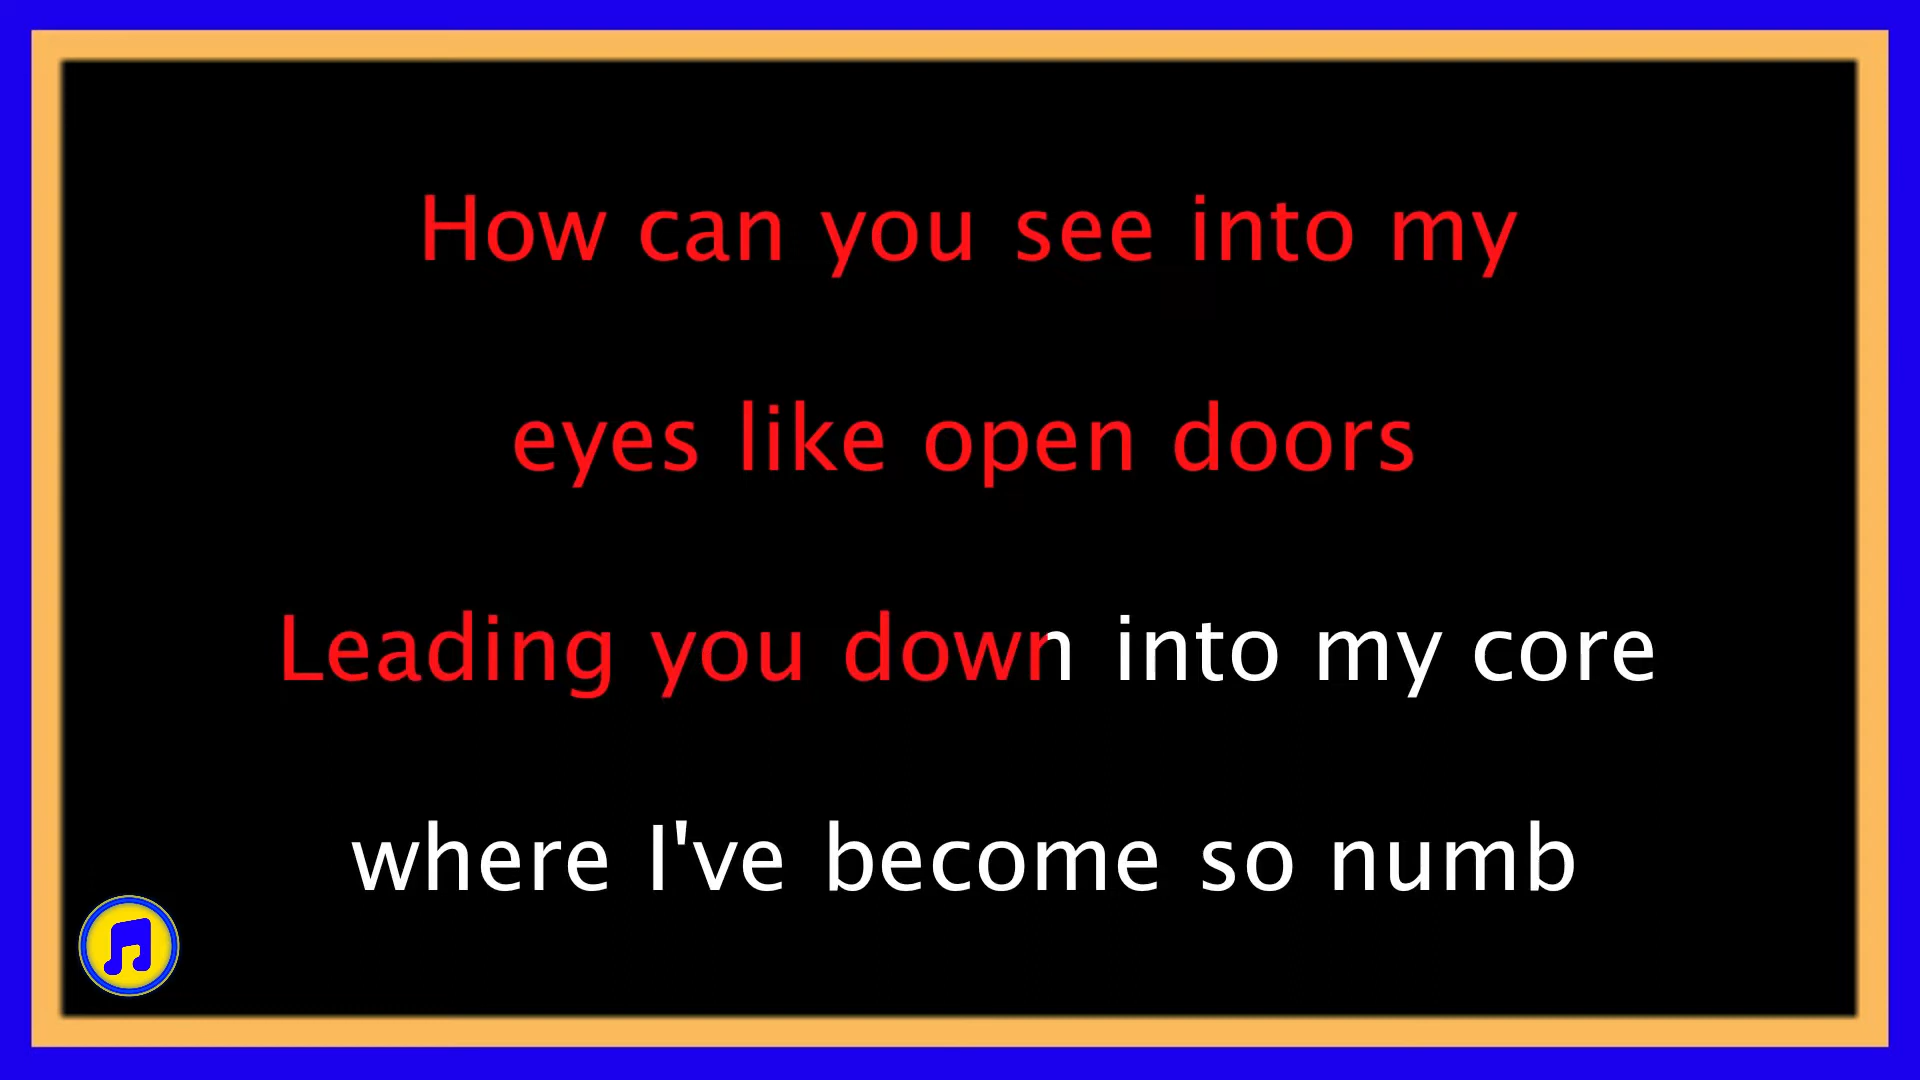 How can you see into my
eyes like open doors
Leading you down into my core
where I've become so numb